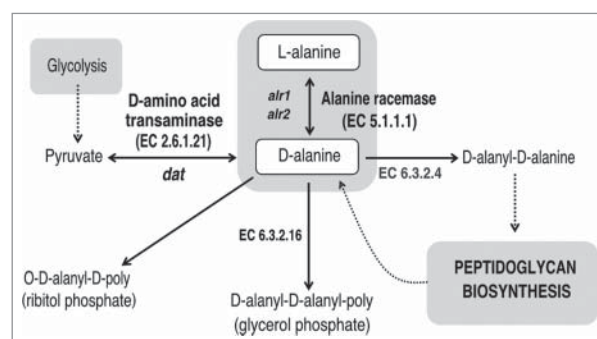 L-alanine
Glycolysis
D-amino acid
transaminase
(EC 2.6.1.21)
alr1
alr2
Alanine racemase
(EC 5.1.1.1)
Pyruvate
dat
D-alanine
EC 6.3.2.4
D-alanyl-D-alanine
EC 6.3.2.16
O-D-alanyl-D-poly
(ribitol phosphate)
D-alanyl-D-alanyl-poly
(glycerol phosphate)
PEPTIDOGLYCAN
BIOSYNTHESIS